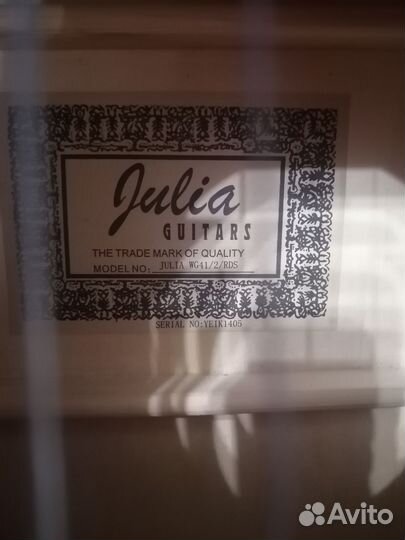 Julia
GUITARS
THE TRADE MARK OF QUALITY
MODEL NO: JULIA WG41/2/RDS
SERIAL NO:YEIK1405
Avito